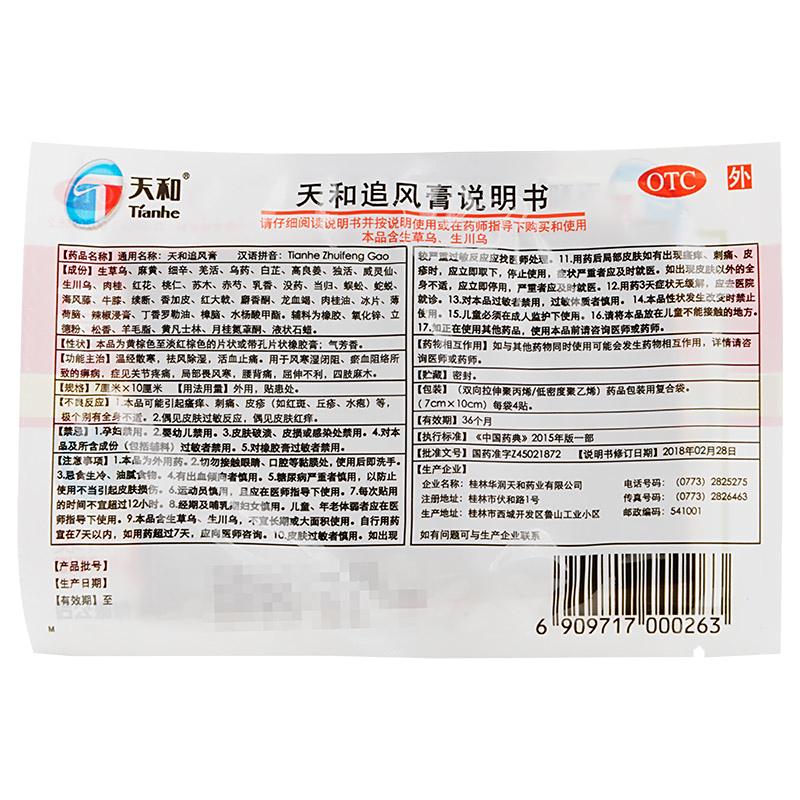 天和®
Tianhe
天和追风膏说明书
OTC
外
请仔细阅读说明书并按说明使用或在药师指导下购买和使用
本品含生草乌、生川乌
【药品名称】通用名称：天和追风膏 汉语拼音：Tianhe Zhuifeng Gao
【成份】生草乌、麻黄、细辛、羌活、乌药、白芷、高良姜、独活、威灵仙、
生川乌、肉桂、红花、桃仁、苏木、赤芍、乳香、没药、当归、蜈蚣、蛇蜕、
海风藤、牛膝、续断、香加皮、红大戟、麝香酮、龙血竭、肉桂油、冰片、薄
荷脑、辣椒浸膏、丁香罗勒油、樟脑、水杨酸甲酯。辅料为橡胶、氧化锌、立
德粉、松香、羊毛脂、黄凡士林、月桂氮䓬酮、液状石蜡。
【性状】本品为黄棕色至淡红棕色的片状或带孔片状橡胶膏；气芳香。
【功能主治】温经散寒，祛风除湿，活血止痛。用于风寒湿闭阻、瘀血阻络所
致的痹病，症见关节疼痛，局部畏风寒，腰背痛，屈伸不利，四肢麻木。
【规格】7厘米×10厘米 【用法用量】外用，贴患处。
【不良反应】1.本品可能引起瘙痒、刺痛、皮疹（如红斑、丘疹、水疱）等，
极个别有全身不适。2.偶见皮肤过敏反应，偶见皮肤红痒。
【禁忌】1.孕妇禁用。2.婴幼儿禁用。3.皮肤破溃、皮损或感染处禁用。4.对本
品及所含成份（包括辅料）过敏者禁用。5.对橡胶膏过敏者禁用。
【注意事项】1.本品为外用药。2.切勿接触眼睛、口腔等黏膜处，使用后即洗手。
3.忌食生冷、油腻食物。4.有出血倾向者慎用。5.糖尿病严重者慎用，以防止
使用不当引起皮肤损伤。6.运动员慎用，且应在医师指导下使用。7.每次贴用
的时间不宜超过12小时。8.经期及哺乳期妇女慎用。儿童、年老体弱者应在医
师指导下使用。9.本品含生草乌、生川乌，不宜长期或大面积使用。自行用药
宜在7天以内，如用药超过7天，应向医师咨询。10.皮肤过敏者慎用。如出现
较严重过敏反应应找医师处理。11.用药后局部皮肤如有出现瘙痒、刺痛、皮
疹时，应立即取下，停止使用，症状严重者应及时就医。如出现皮肤以外的全
身不适，应立即停用，严重者应及时就医。12.用药3天症状无缓解，应去医院
就诊。13.对本品过敏者禁用，过敏体质者慎用。14.本品性状发生改变时禁止
使用。15.儿童必须在成人监护下使用。16.请将本品放在儿童不能接触的地方。
17.如正在使用其他药品，使用本品前请咨询医师或药师。
【药物相互作用】如与其他药物同时使用可能会发生药物相互作用，详情请咨
询医师或药师。
【贮藏】密封。
【包装】（双向拉伸聚丙烯/低密度聚乙烯）药品包装用复合袋。
（7cm×10cm）每袋4贴。
【有效期】36个月
【执行标准】《中国药典》2015年版一部
【批准文号】国药准字Z45021872 【说明书修订日期】2018年02月28日
【生产企业】
企业名称：桂林华润天和药业有限公司 电话号码：（0773）2825275
注册地址：桂林市伏和路1号 传真号码：（0773）2826463
生产地址：桂林市西城开发区鲁山工业小区 邮政编码：541001
如有问题可与生产企业联系
【产品批号】
【生产日期】
【有效期】至
M
6 909717 000263